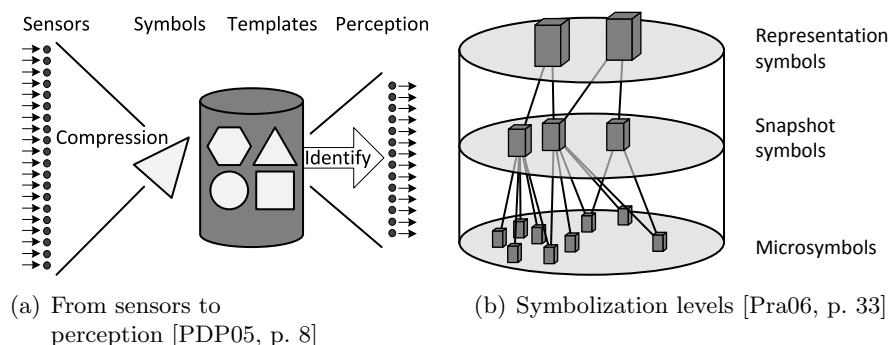 Sensors Symbols Templates Perception
Compression
Identify
(a) From sensors to
perception [PDP05, p. 8]
Representation
symbols
Snapshot
symbols
Microsymbols
(b) Symbolization levels [Pra06, p. 33]